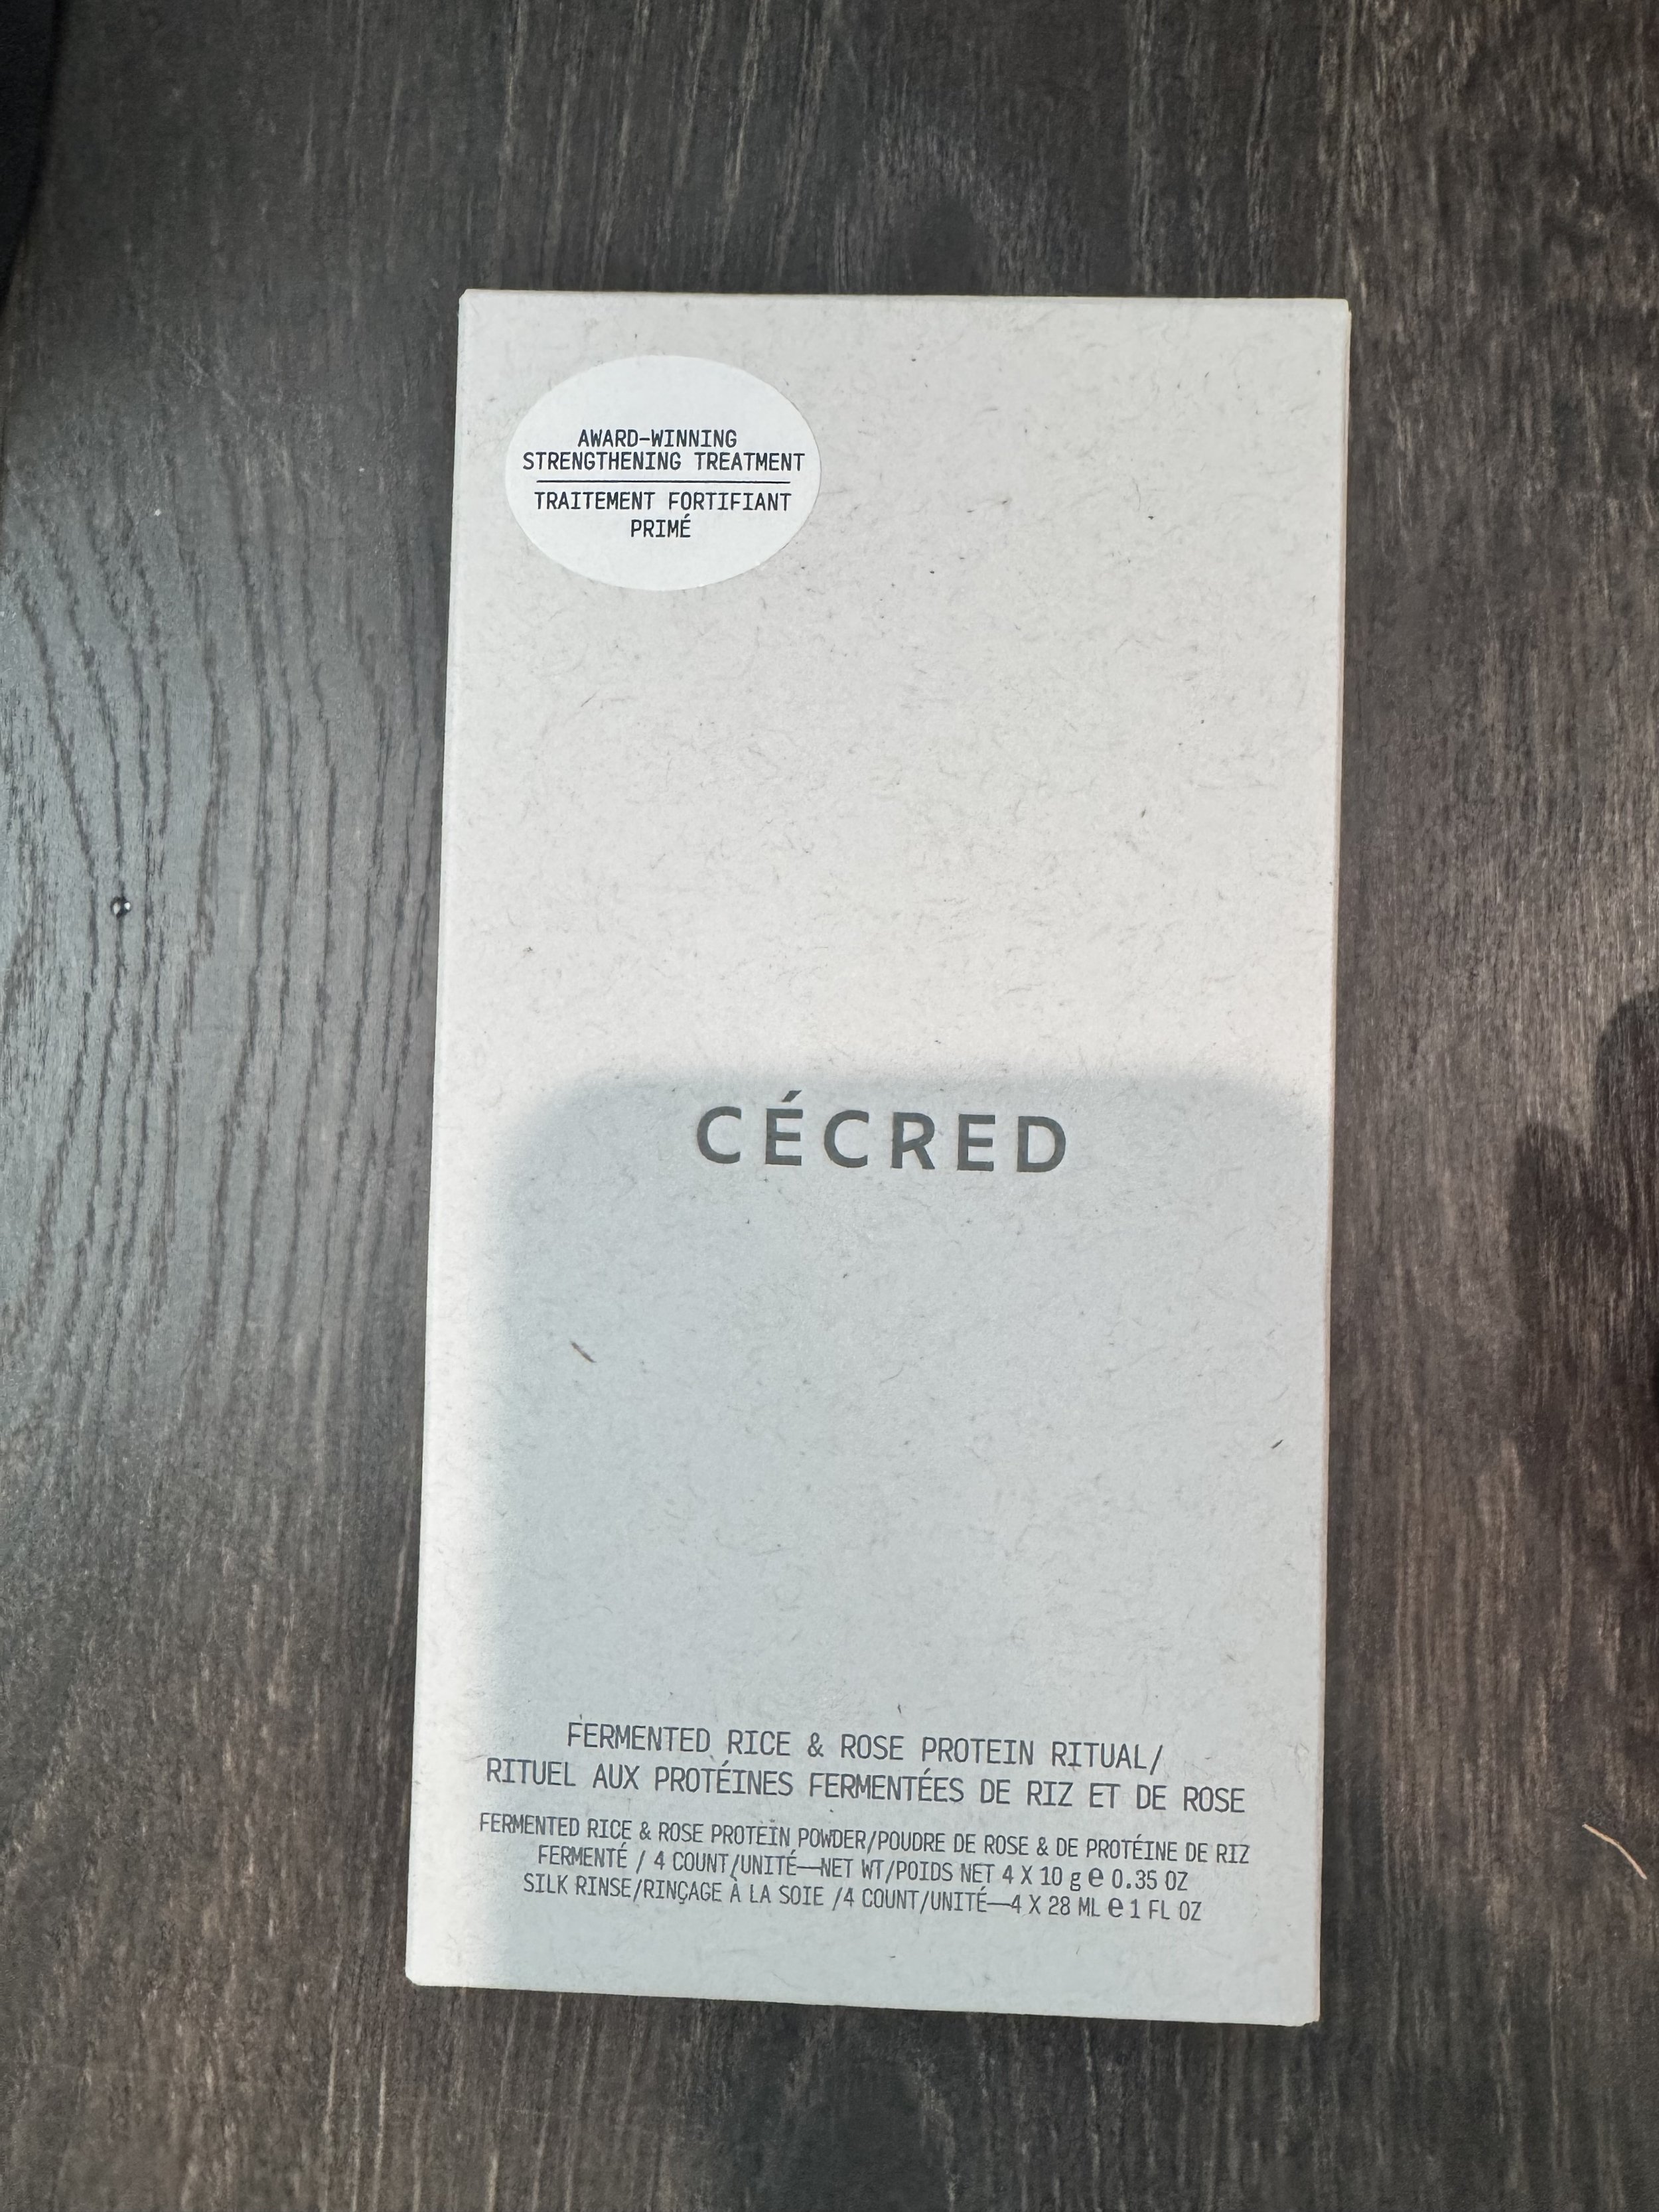 AWARD-WINNING
STRENGTHENING TREATMENT
TRAITEMENT FORTIFIANT
PRIMÉ
CÉCRED
FERMENTED RICE & ROSE PROTEIN RITUAL/
RITUEL AUX PROTÉINES FERMENTÉES DE RIZ ET DE ROSE
FERMENTED RICE & ROSE PROTEIN POWDER/POUDRE DE ROSE & DE PROTÉINE DE RIZ
FERMENTÉ / 4 COUNT/UNITÉ—NET WT/POIDS NET 4 X 10 g ℮ 0.35 OZ
SILK RINSE/RINÇAGE À LA SOIE /4 COUNT/UNITÉ—4 X 28 ML ℮ 1 FL OZ